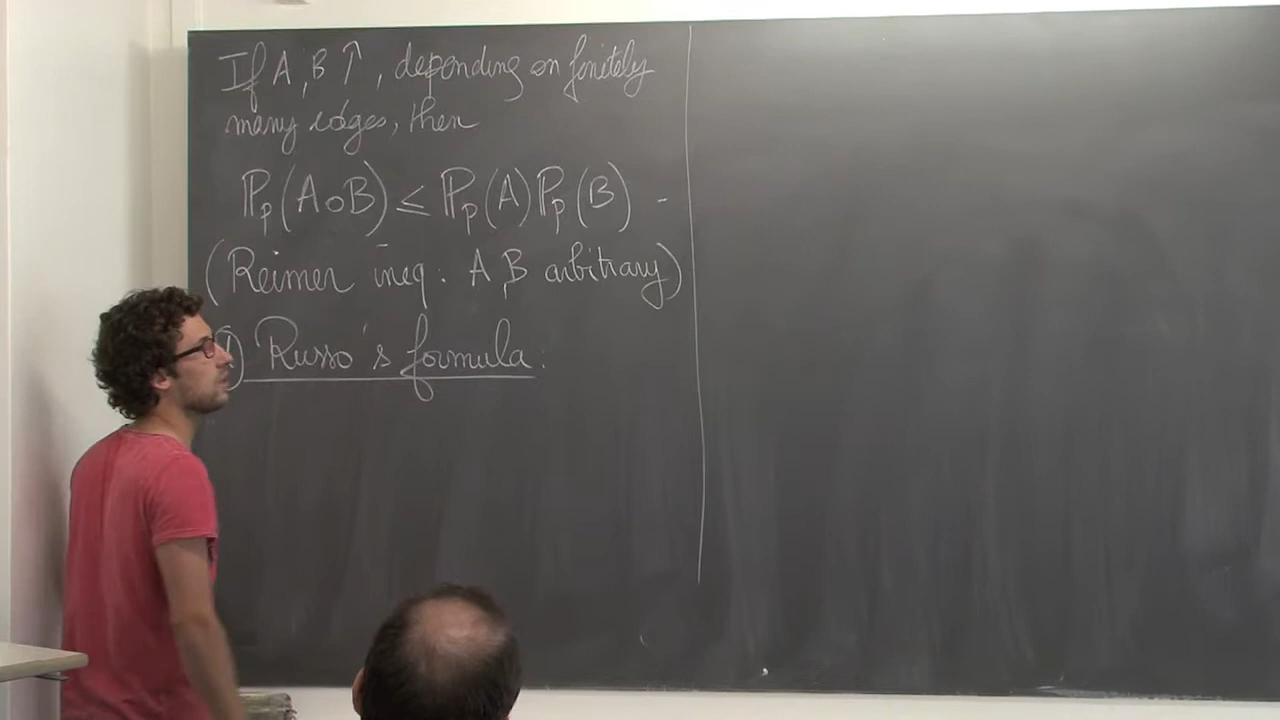 If A, B ↑, depending on finitely
many edges, then
ℙₚ(A∘B) ≤ ℙₚ(A)ℙₚ(B) -
(Reimer ineq. : A, B arbitrary)
) Russo's formula: